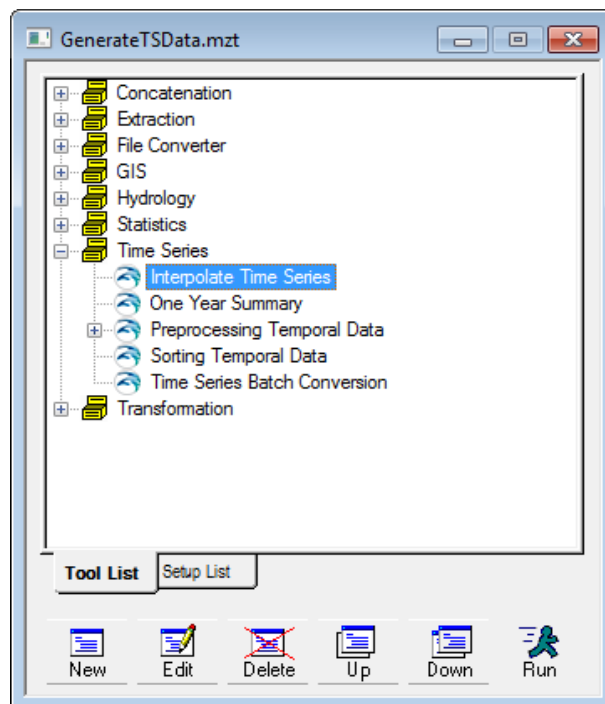 GenerateTSData.mzt
Concatenation
Extraction
File Converter
GIS
Hydrology
Statistics
Time Series
Interpolate Time Series
One Year Summary
Preprocessing Temporal Data
Sorting Temporal Data
Time Series Batch Conversion
Transformation
Tool List Setup List
New Edit Delete Up Down Run